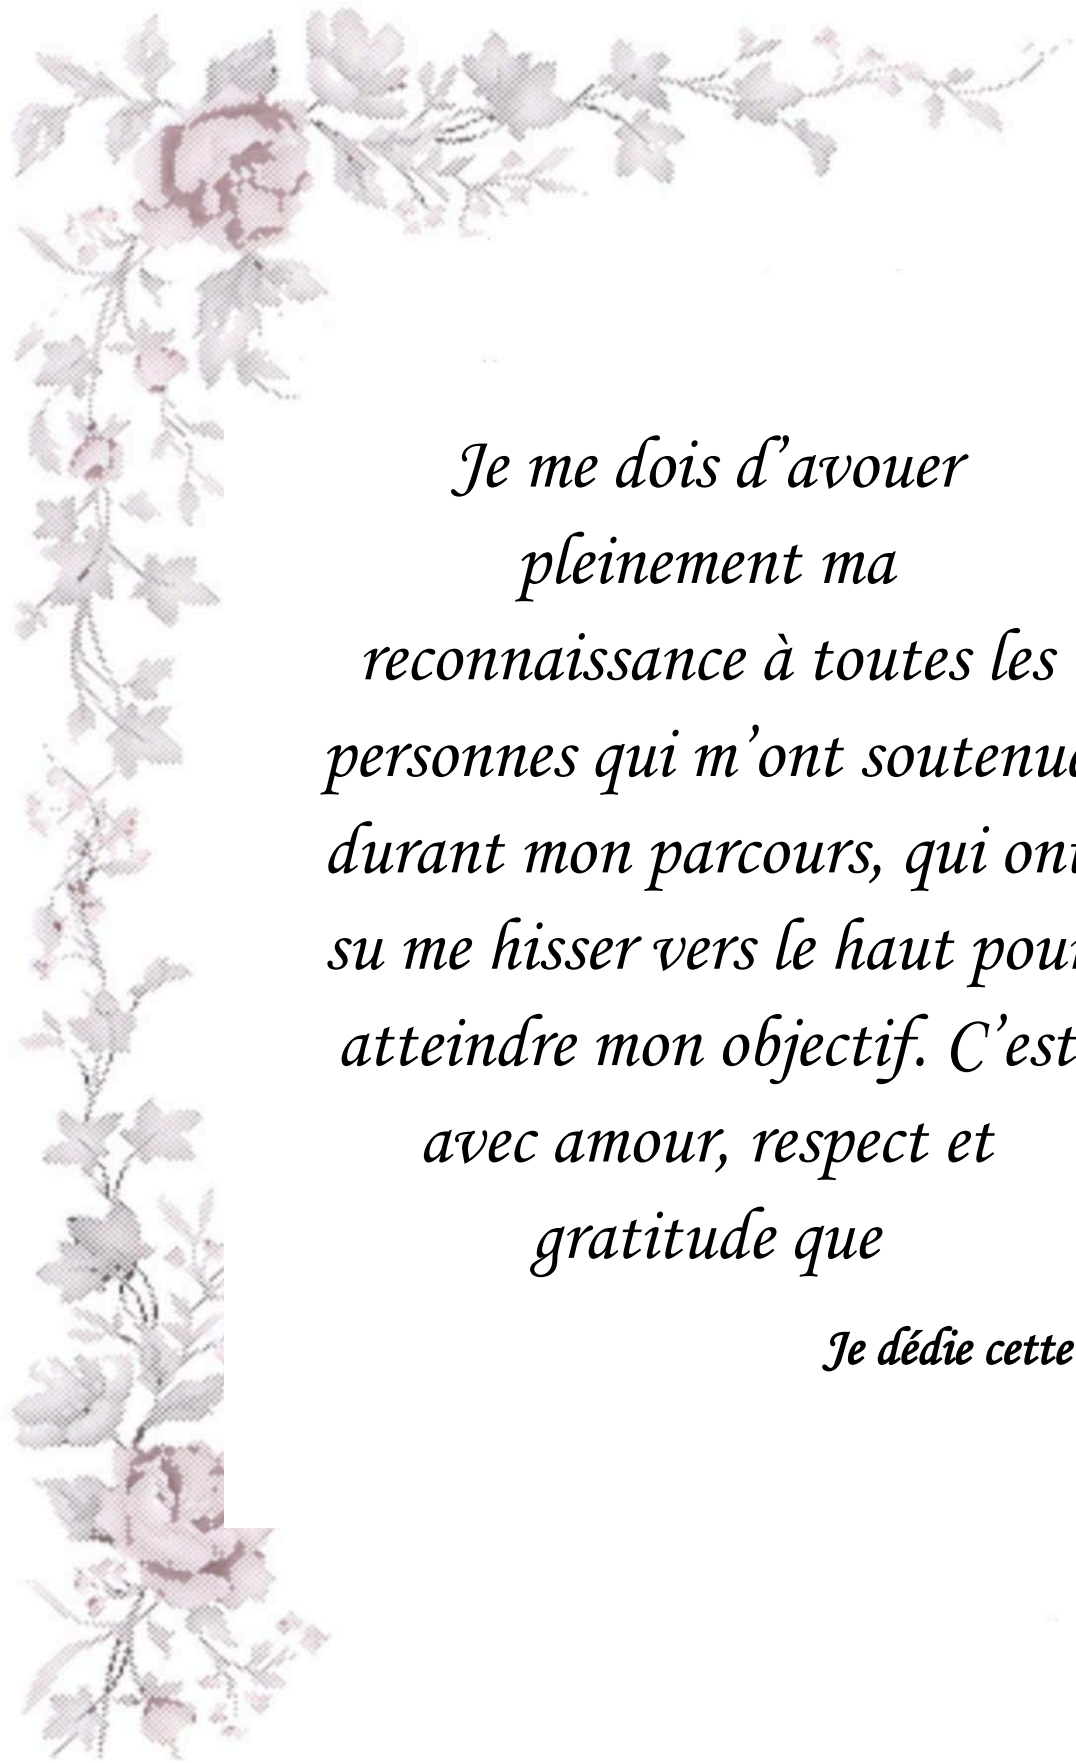 Je me dois d’avouer
pleinement ma
reconnaissance à toutes les
personnes qui m’ont soutenue
durant mon parcours, qui ont
su me hisser vers le haut pour
atteindre mon objectif. C’est
avec amour, respect et
gratitude que
Je dédie cette